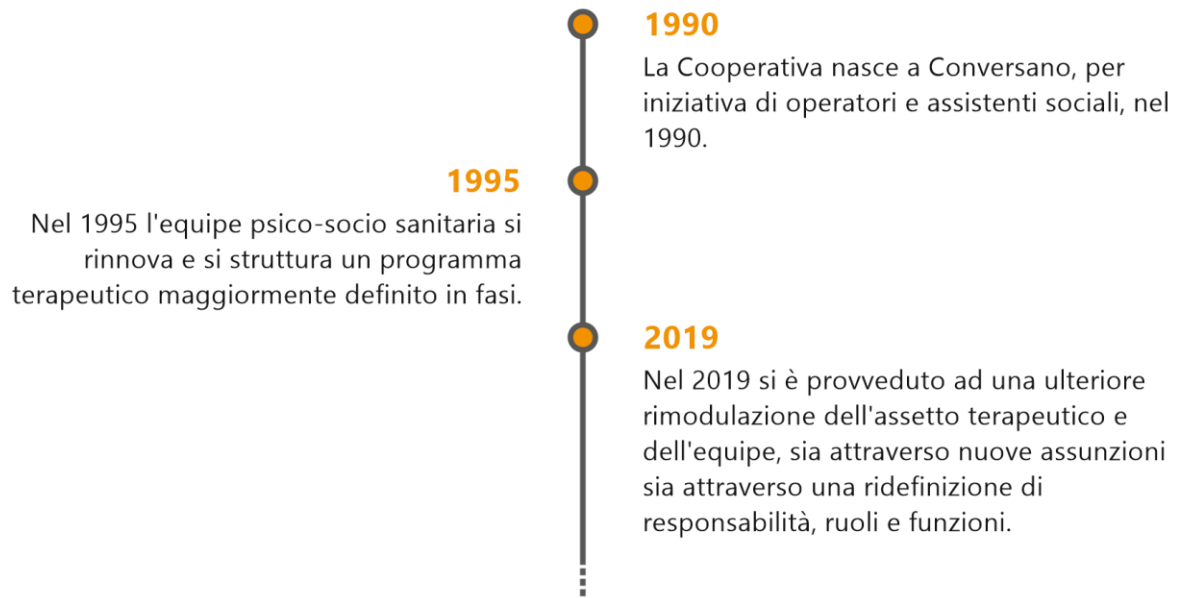 1990
La Cooperativa nasce a Conversano, per
iniziativa di operatori e assistenti sociali, nel
1990.
1995
Nel 1995 l'equipe psico-socio sanitaria si
rinnova e si struttura un programma
terapeutico maggiormente definito in fasi.
2019
Nel 2019 si è provveduto ad una ulteriore
rimodulazione dell'assetto terapeutico e
dell'equipe, sia attraverso nuove assunzioni
sia attraverso una ridefinizione di
responsabilità, ruoli e funzioni.